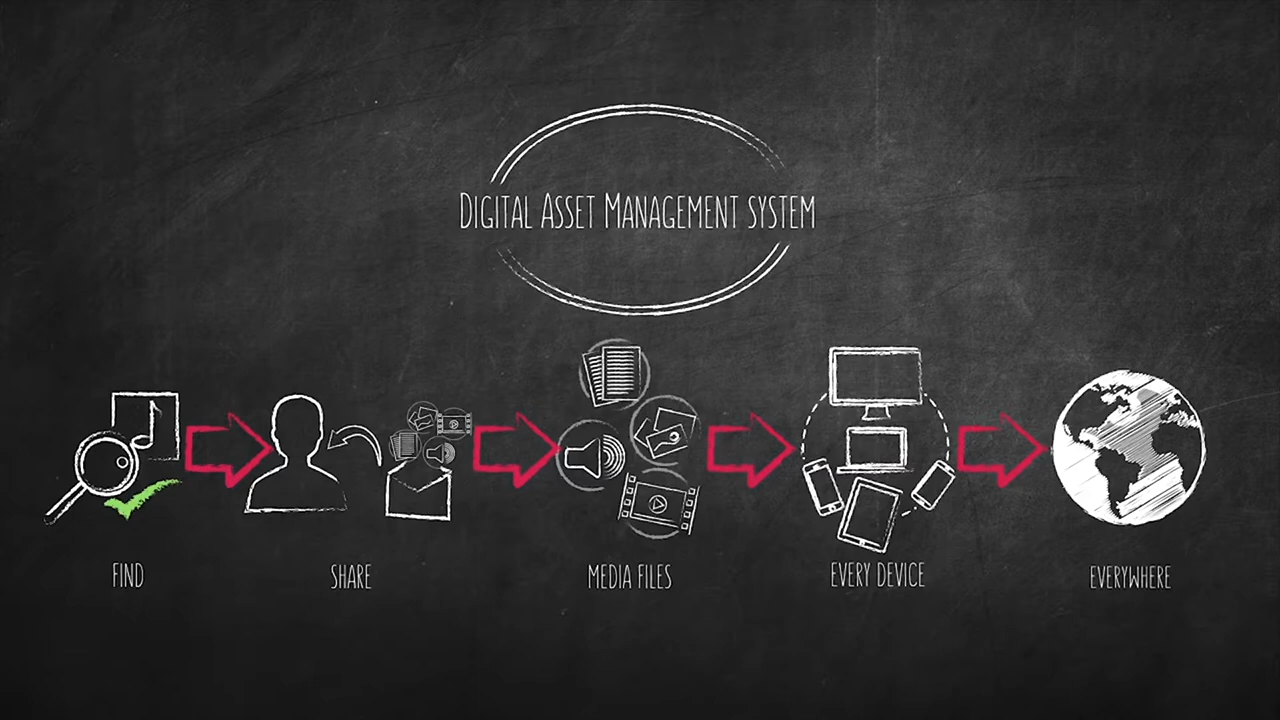 Digital Asset Management system
FIND
SHARE
MEDIA FILES
EVERY DEVICE
EVERYWHERE